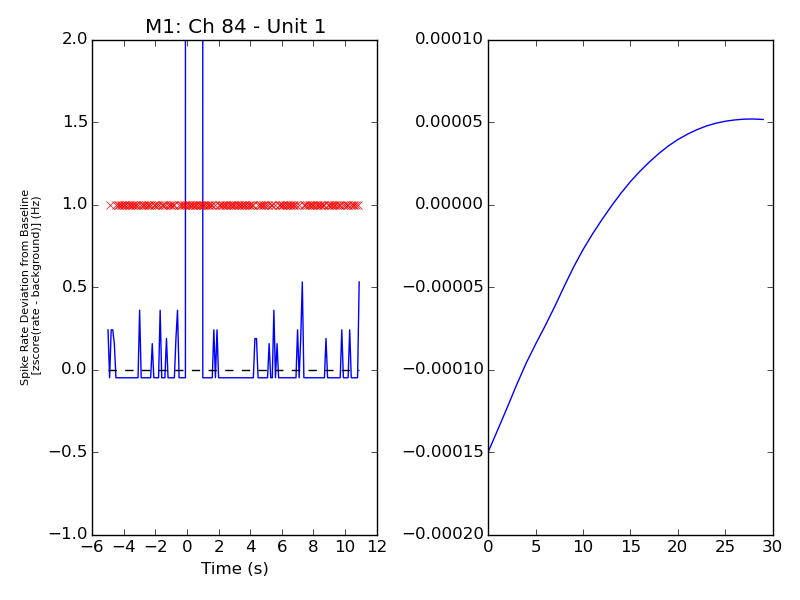 M1: Ch 84 - Unit 1
Spike Rate Deviation from Baseline
[zscore(rate - background)] (Hz)
2.0
1.5
1.0
0.5
0.0
−0.5
−1.0
−6 −4 −2 0 2 4 6 8 10 12
Time (s)
0.00010
0.00005
0.00000
−0.00005
−0.00010
−0.00015
−0.00020
0 5 10 15 20 25 30